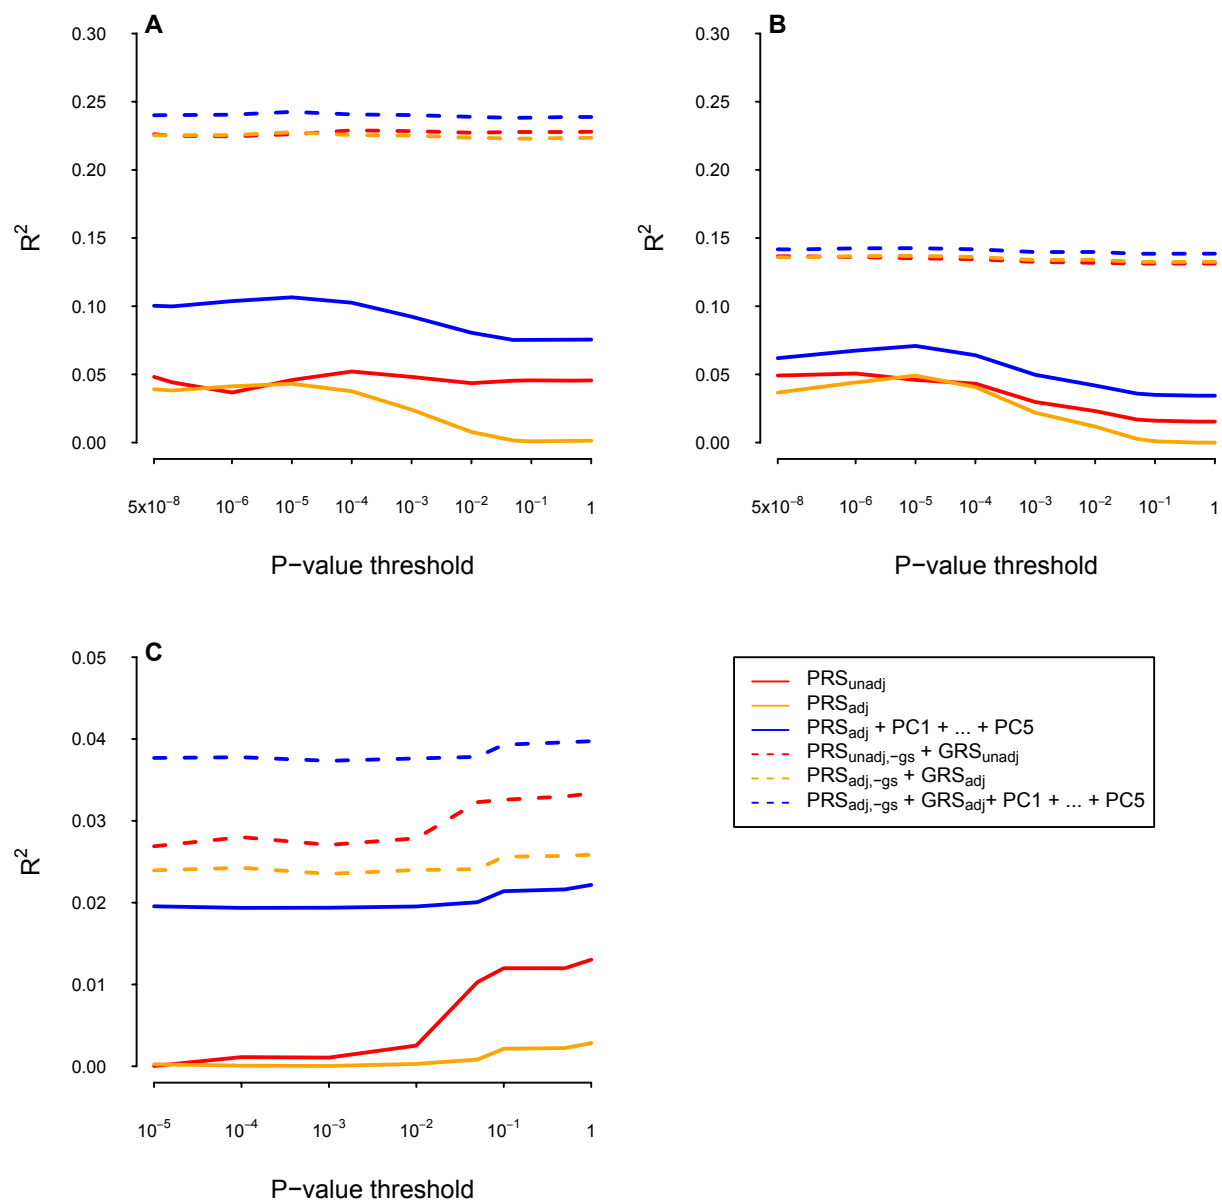 A
0.30
0.25
0.20
0.15
0.10
0.05
0.00
R²
5x10⁻⁸ 10⁻⁶ 10⁻⁵ 10⁻⁴ 10⁻³ 10⁻² 10⁻¹ 1
P−value threshold
B
0.30
0.25
0.20
0.15
0.10
0.05
0.00
R²
5x10⁻⁸ 10⁻⁶ 10⁻⁵ 10⁻⁴ 10⁻³ 10⁻² 10⁻¹ 1
P−value threshold
C
0.05
0.04
0.03
0.02
0.01
0.00
R²
10⁻⁵ 10⁻⁴ 10⁻³ 10⁻² 10⁻¹ 1
P−value threshold
PRSunadj
PRSadj
PRSadj + PC1 + ... + PC5
PRSunadj,−gs + GRSunadj
PRSadj,−gs + GRSadj
PRSadj,−gs + GRSadj+ PC1 + ... + PC5